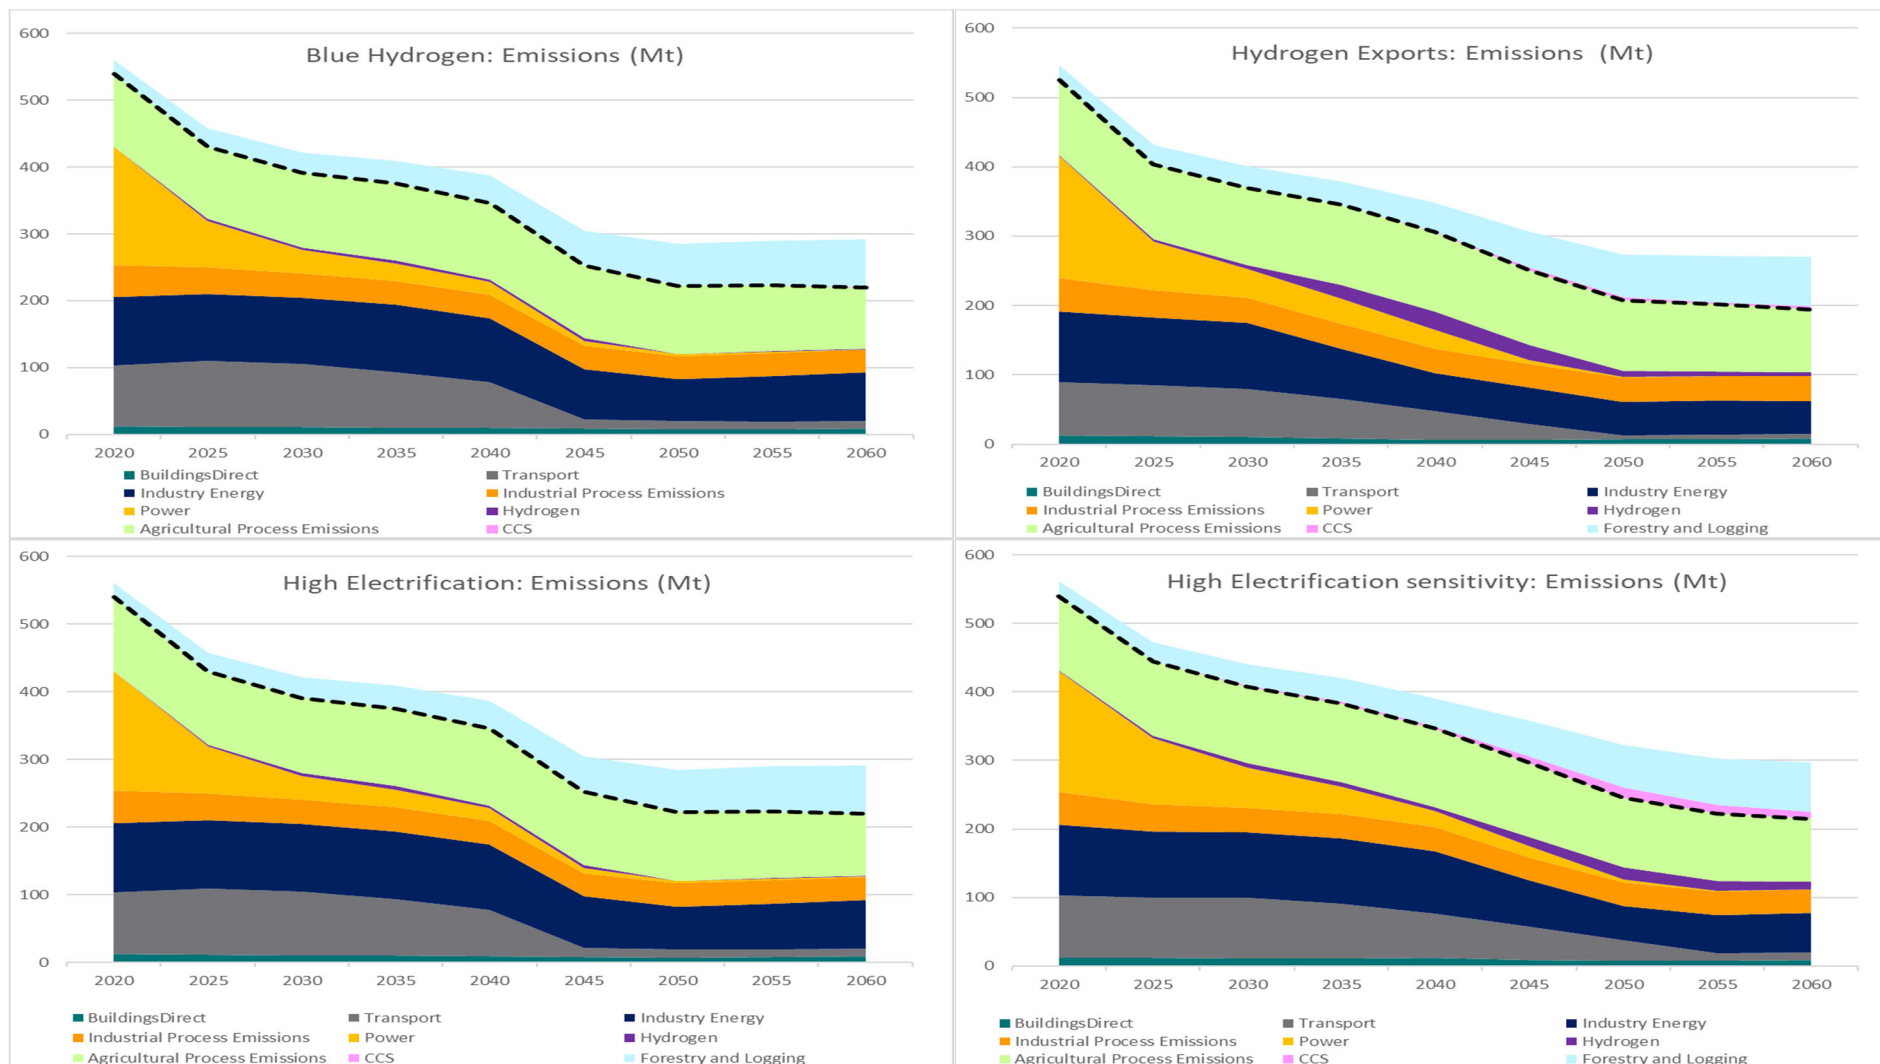 Blue Hydrogen: Emissions (Mt)
600
500
400
300
200
100
0
2020 2025 2030 2035 2040 2045 2050 2055 2060
BuildingsDirect Transport
Industry Energy Industrial Process Emissions
Power Hydrogen
Agricultural Process Emissions CCS
Hydrogen Exports: Emissions (Mt)
600
500
400
300
200
100
0
2020 2025 2030 2035 2040 2045 2050 2055 2060
BuildingsDirect Transport Industry Energy
Industrial Process Emissions Power Hydrogen
Agricultural Process Emissions CCS Forestry and Logging
High Electrification: Emissions (Mt)
600
500
400
300
200
100
0
2020 2025 2030 2035 2040 2045 2050 2055 2060
BuildingsDirect Transport Industry Energy
Industrial Process Emissions Power Hydrogen
Agricultural Process Emissions CCS Forestry and Logging
High Electrification sensitivity: Emissions (Mt)
600
500
400
300
200
100
0
2020 2025 2030 2035 2040 2045 2050 2055 2060
BuildingsDirect Transport Industry Energy
Industrial Process Emissions Power Hydrogen
Agricultural Process Emissions CCS Forestry and Logging